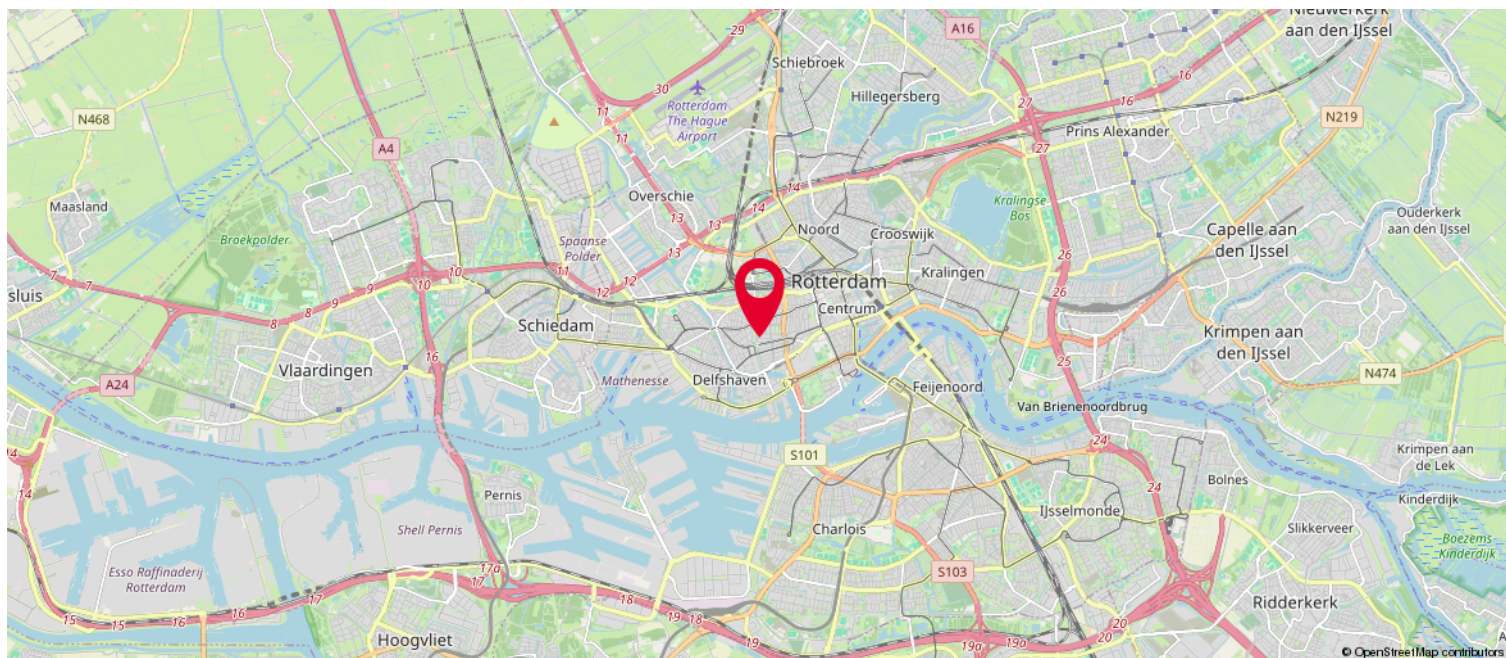 Nieuwerkerk
aan den IJssel
A16
29
Schiebroek
16
30
Hillegersberg
27
16
N468
11
Rotterdam
The Hague
Airport
N219
11
Prins Alexander
A4
27
14
Overschie
Maasland
Kralingse
Bos
14
Ouderkerk
aan den IJssel
13
13
Noord
Crooswijk
Capelle aan
den IJssel
Broekpolder
Spaanse
Polder
26
7
10
11
13
Kralingen
7
10
12
12
Rotterdam
9
26
sluis
9
Centrum
8
8
Schiedam
Krimpen aan
den IJssel
16
25
Vlaardingen
N474
A24
Mathenesse
Delfshaven
Feijenoord
Van Brienenoordbrug
24
14
S101
Krimpen aan
de Lek
14
24
Bolnes
Pernis
Kinderdijk
IJsselmonde
Shell Pernis
Charlois
Slikkerveer
Boezems
Kinderdijk
Esso Raffinaderij
Rotterdam
17a
17
S103
17
18
Ridderkerk
16
19
18
15
15
16
Hoogvliet
19
19a
19a
20
20
A
© OpenStreetMap contributors